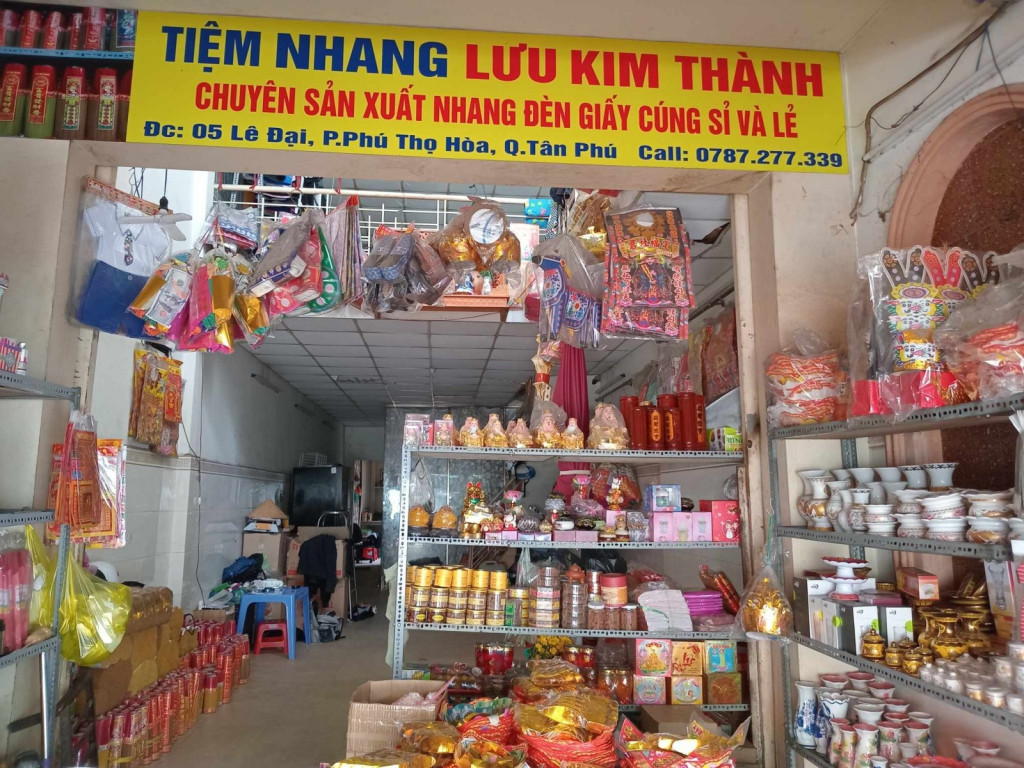 TIỆM NHANG LƯU KIM THÀNH
CHUYÊN SẢN XUẤT NHANG ĐÈN GIẤY CÚNG SỈ VÀ LẺ
Đc: 05 Lê Đại, P.Phú Thọ Hòa, Q.Tân Phú Call: 0787.277.339